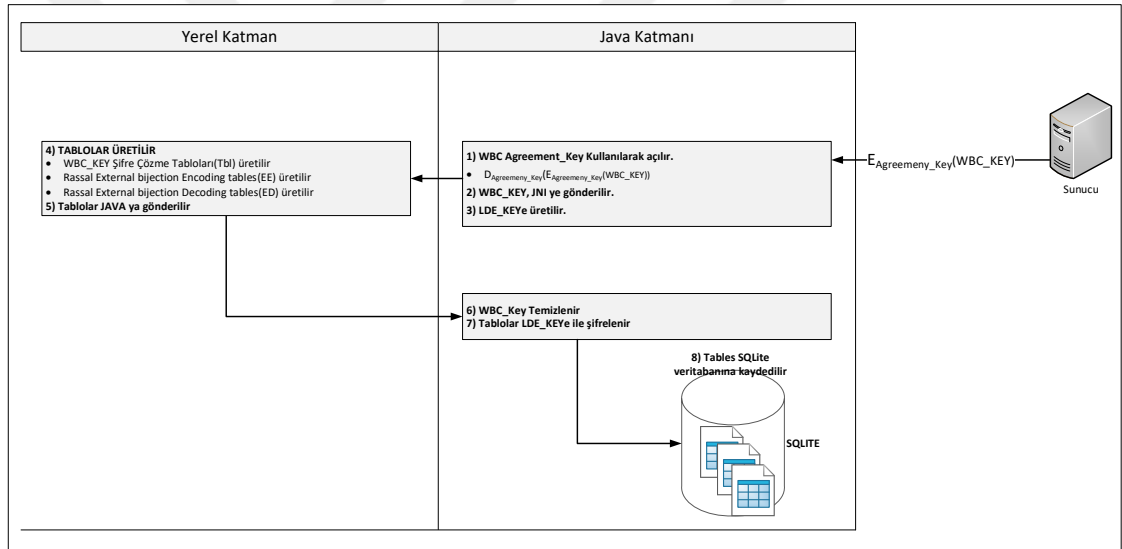 Yerel Katman
Java Katmanı
4) TABLOLAR ÜRETİLİR
• WBC_KEY Şifre Çözme Tabloları(Tbl) üretilir
• Rassal External bijection Encoding tables(EE) üretilir
• Rassal External bijection Decoding tables(ED) üretilir
5) Tablolar JAVA ya gönderilir
1) WBC Agreement_Key Kullanılarak açılır.
• D_Agreemeny_Key(E_Agreemeny_Key(WBC_KEY))
2) WBC_KEY, JNI ye gönderilir.
3) LDE_KEYe üretilir.
E_Agreemeny_Key(WBC_KEY)
Sunucu
6) WBC_Key Temizlenir
7) Tablolar LDE_KEYe ile şifrelenir
8) Tables SQLite
veritabanına kaydedilir
SQLITE